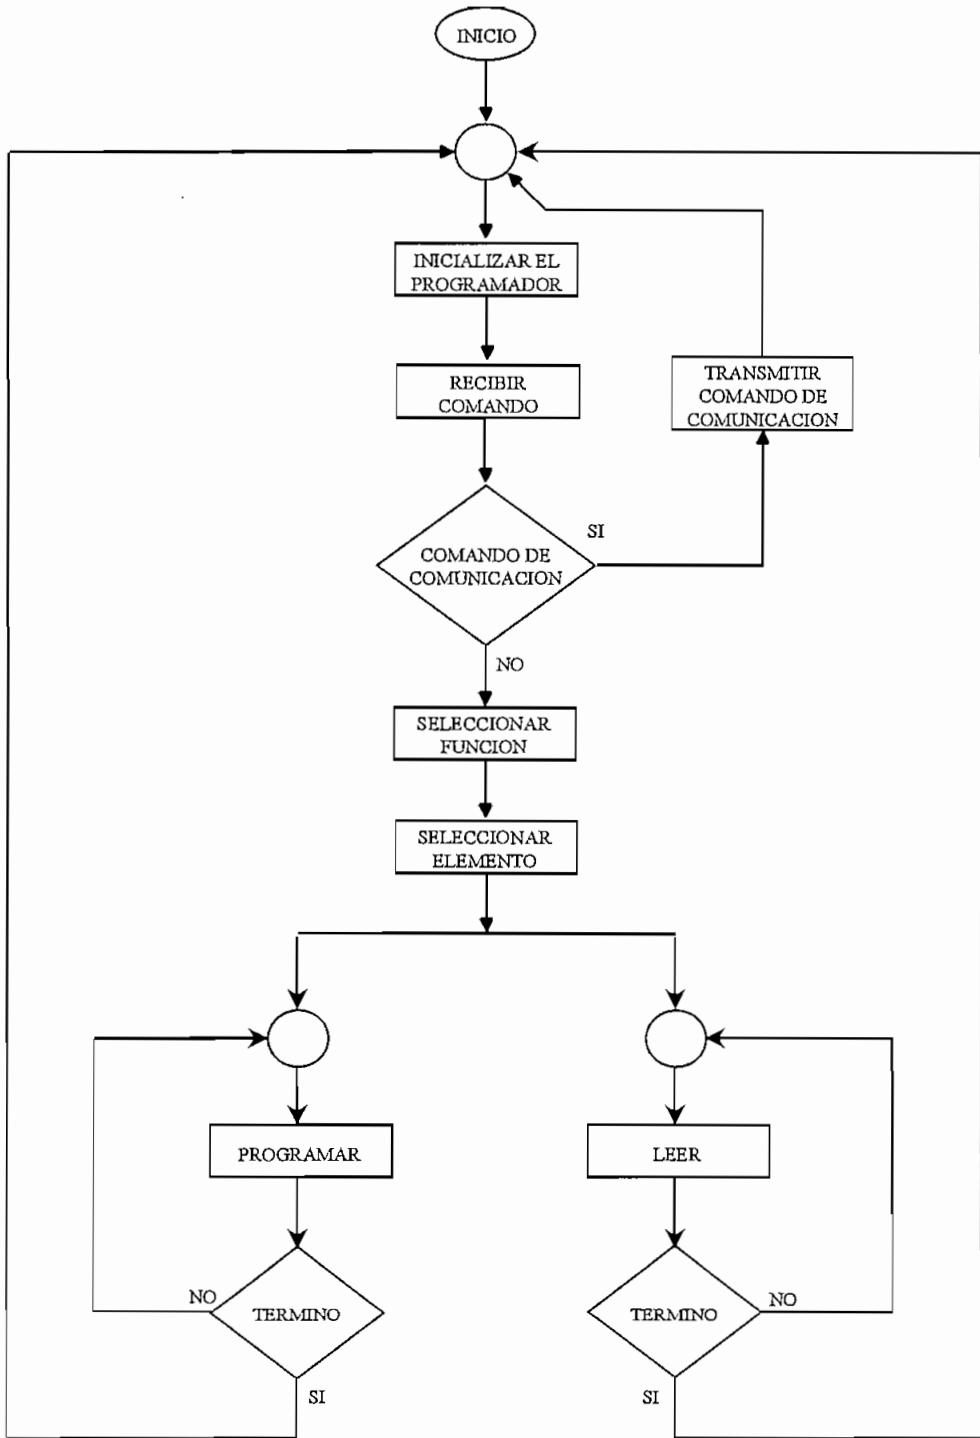 INICIO
INICIALIZAR EL
PROGRAMADOR
RECIBIR
COMANDO
TRANSMITIR
COMANDO DE
COMUNICACION
SI
COMANDO DE
COMUNICACION
NO
SELECCIONAR
FUNCION
SELECCIONAR
ELEMENTO
PROGRAMAR
LEER
NO
TERMINO
TERMINO
NO
SI
SI